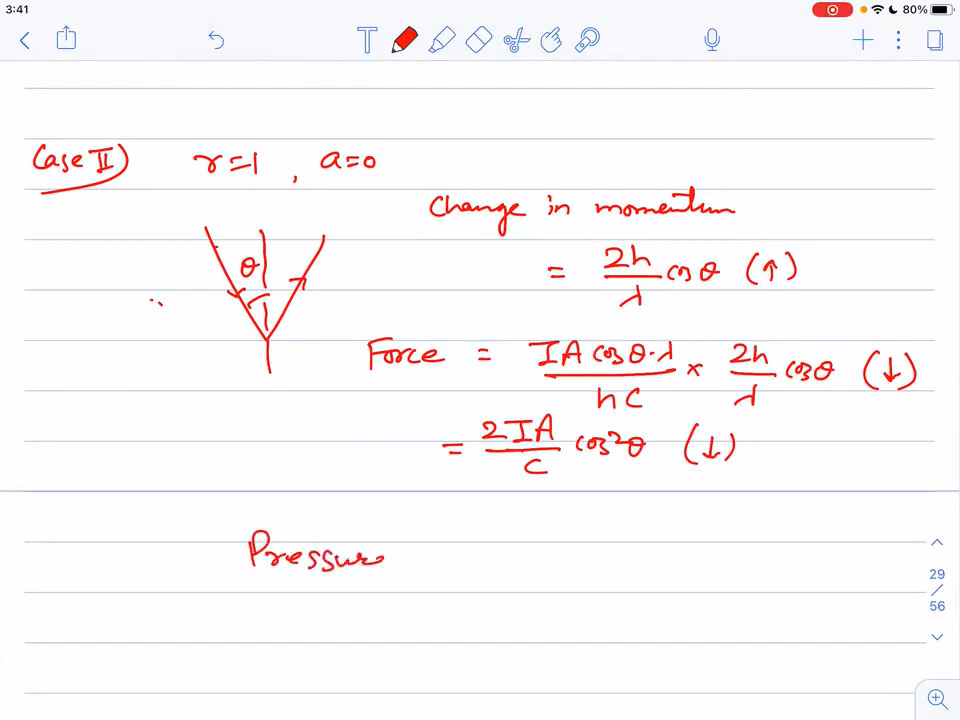 3:41
80%
Case II) r=1 , a=0
Change in momentum
θ
= 2h/λ cosθ (↑)
Force = IA cosθ·λ/hc × 2h/λ cosθ (↓)
= 2IA/c cos²θ (↓)
Pressure
29
/
56